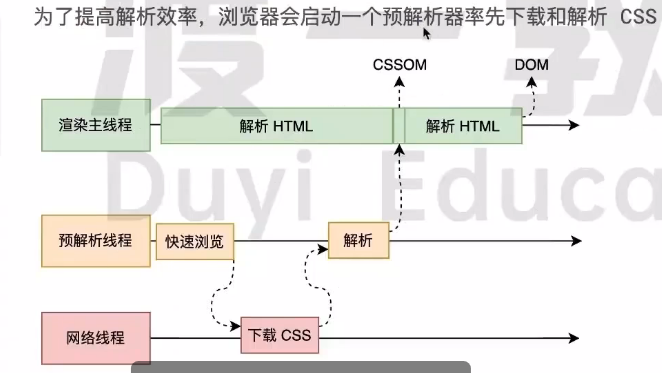 为了提高解析效率，浏览器会启动一个预解析器率先下载和解析 CSS
CSSOM DOM
渲染主线程 解析 HTML 解析 HTML
Duyi Educa
预解析线程 快速浏览 解析
网络线程 下载 CSS